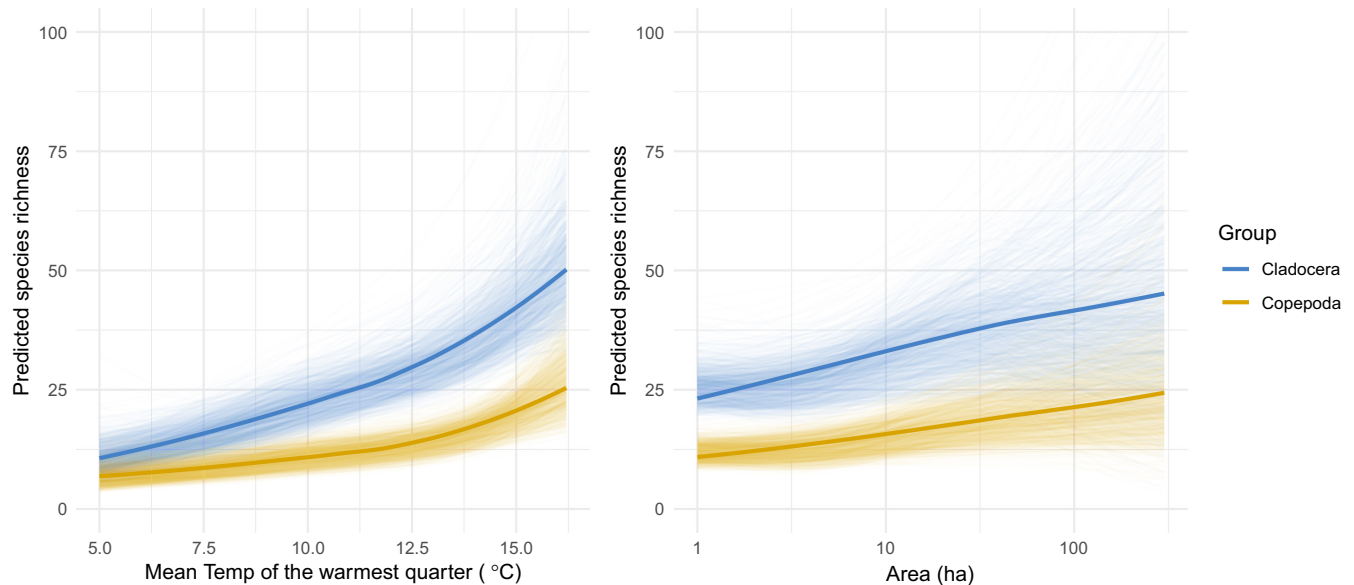 Predicted species richness
100
75
50
25
0
5.0 7.5 10.0 12.5 15.0
Mean Temp of the warmest quarter ( °C)
Predicted species richness
100
75
50
25
0
1 10 100
Area (ha)
Group
Cladocera
Copepoda